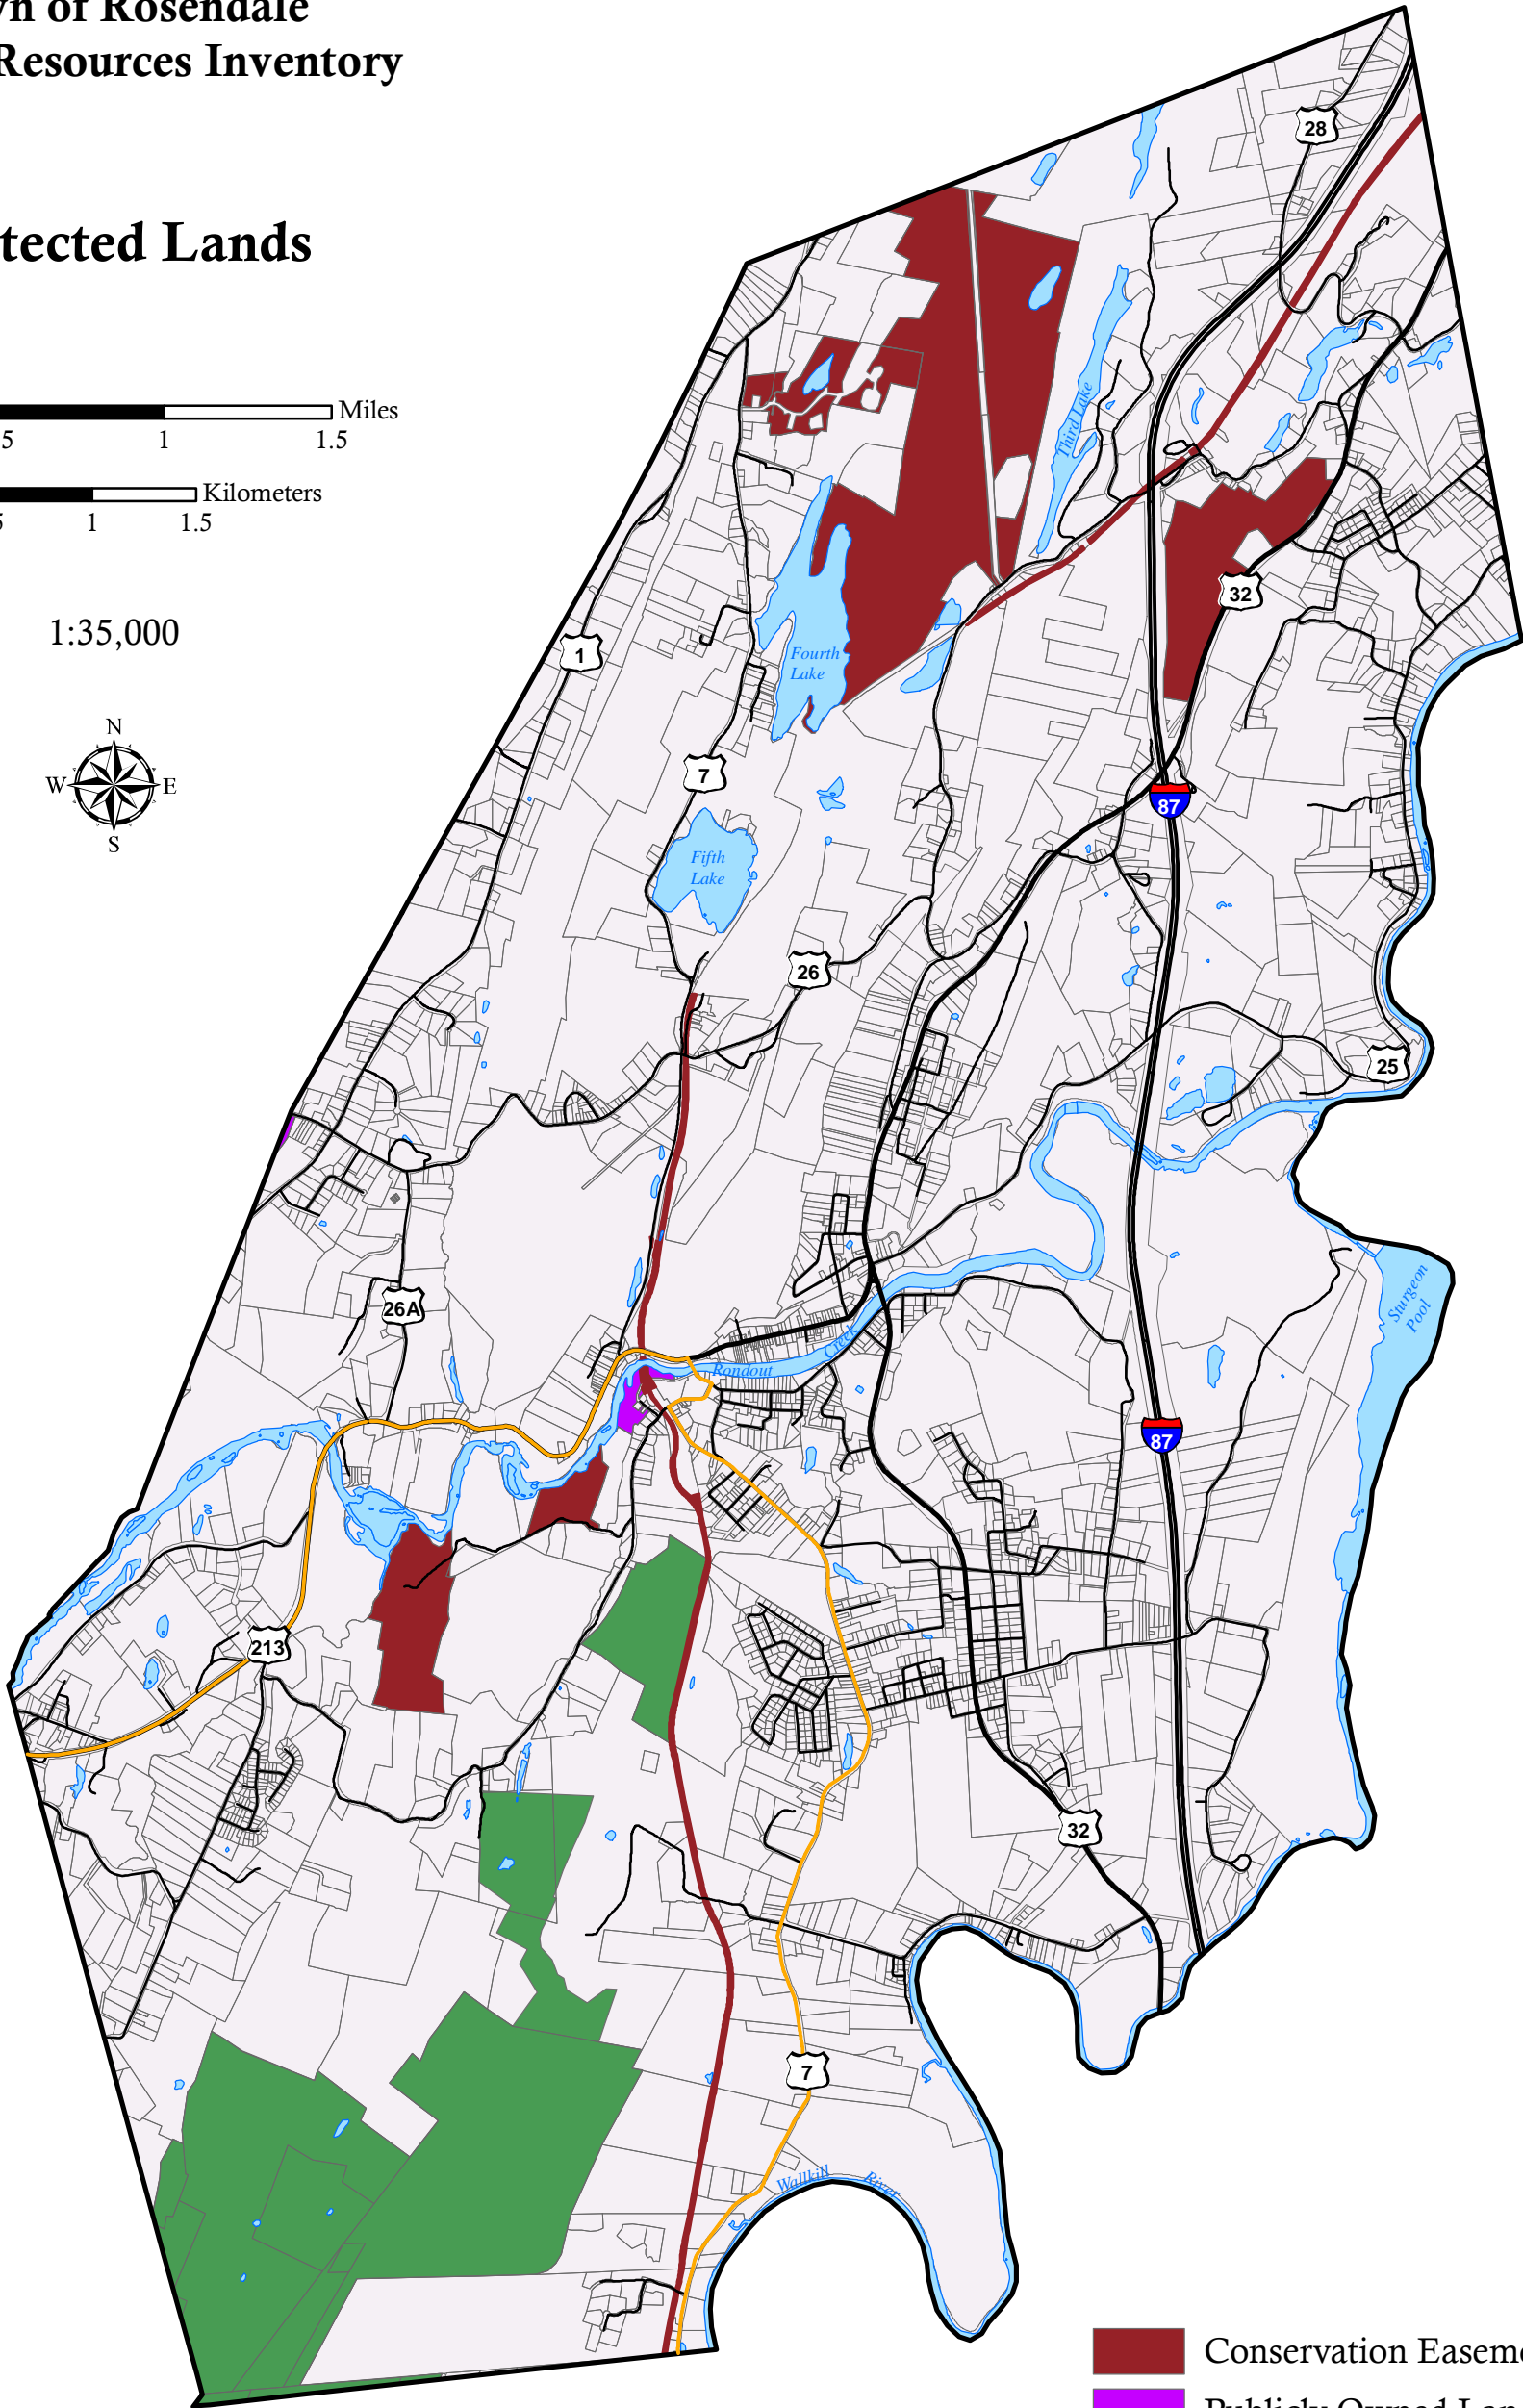 of Rosendale
Resources Inventory
Lands
Miles
5 1 1.5
Kilometers
1 1.5
1:35,000
N
W E
S
28
Third Lake
32
1
Fourth
Lake
7
87
Fifth
Lake
26
25
26A
Sturgeon
Pool
Rondout Creek
87
213
32
7
Wallkill River
Conservation